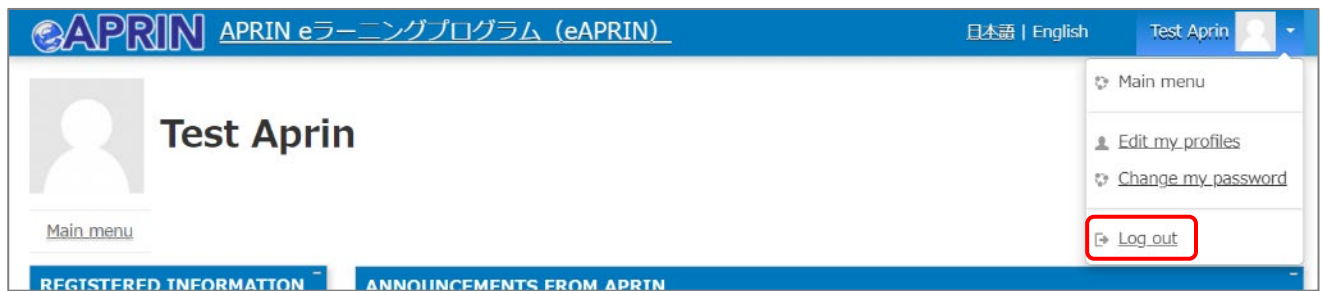 eAPRIN APRIN eラーニングプログラム（eAPRIN） 日本語 | English Test Aprin
Main menu
Test Aprin
Edit my profiles
Change my password
Main menu
Log out
REGISTERED INFORMATION ANNOUNCEMENTS FROM APRIN